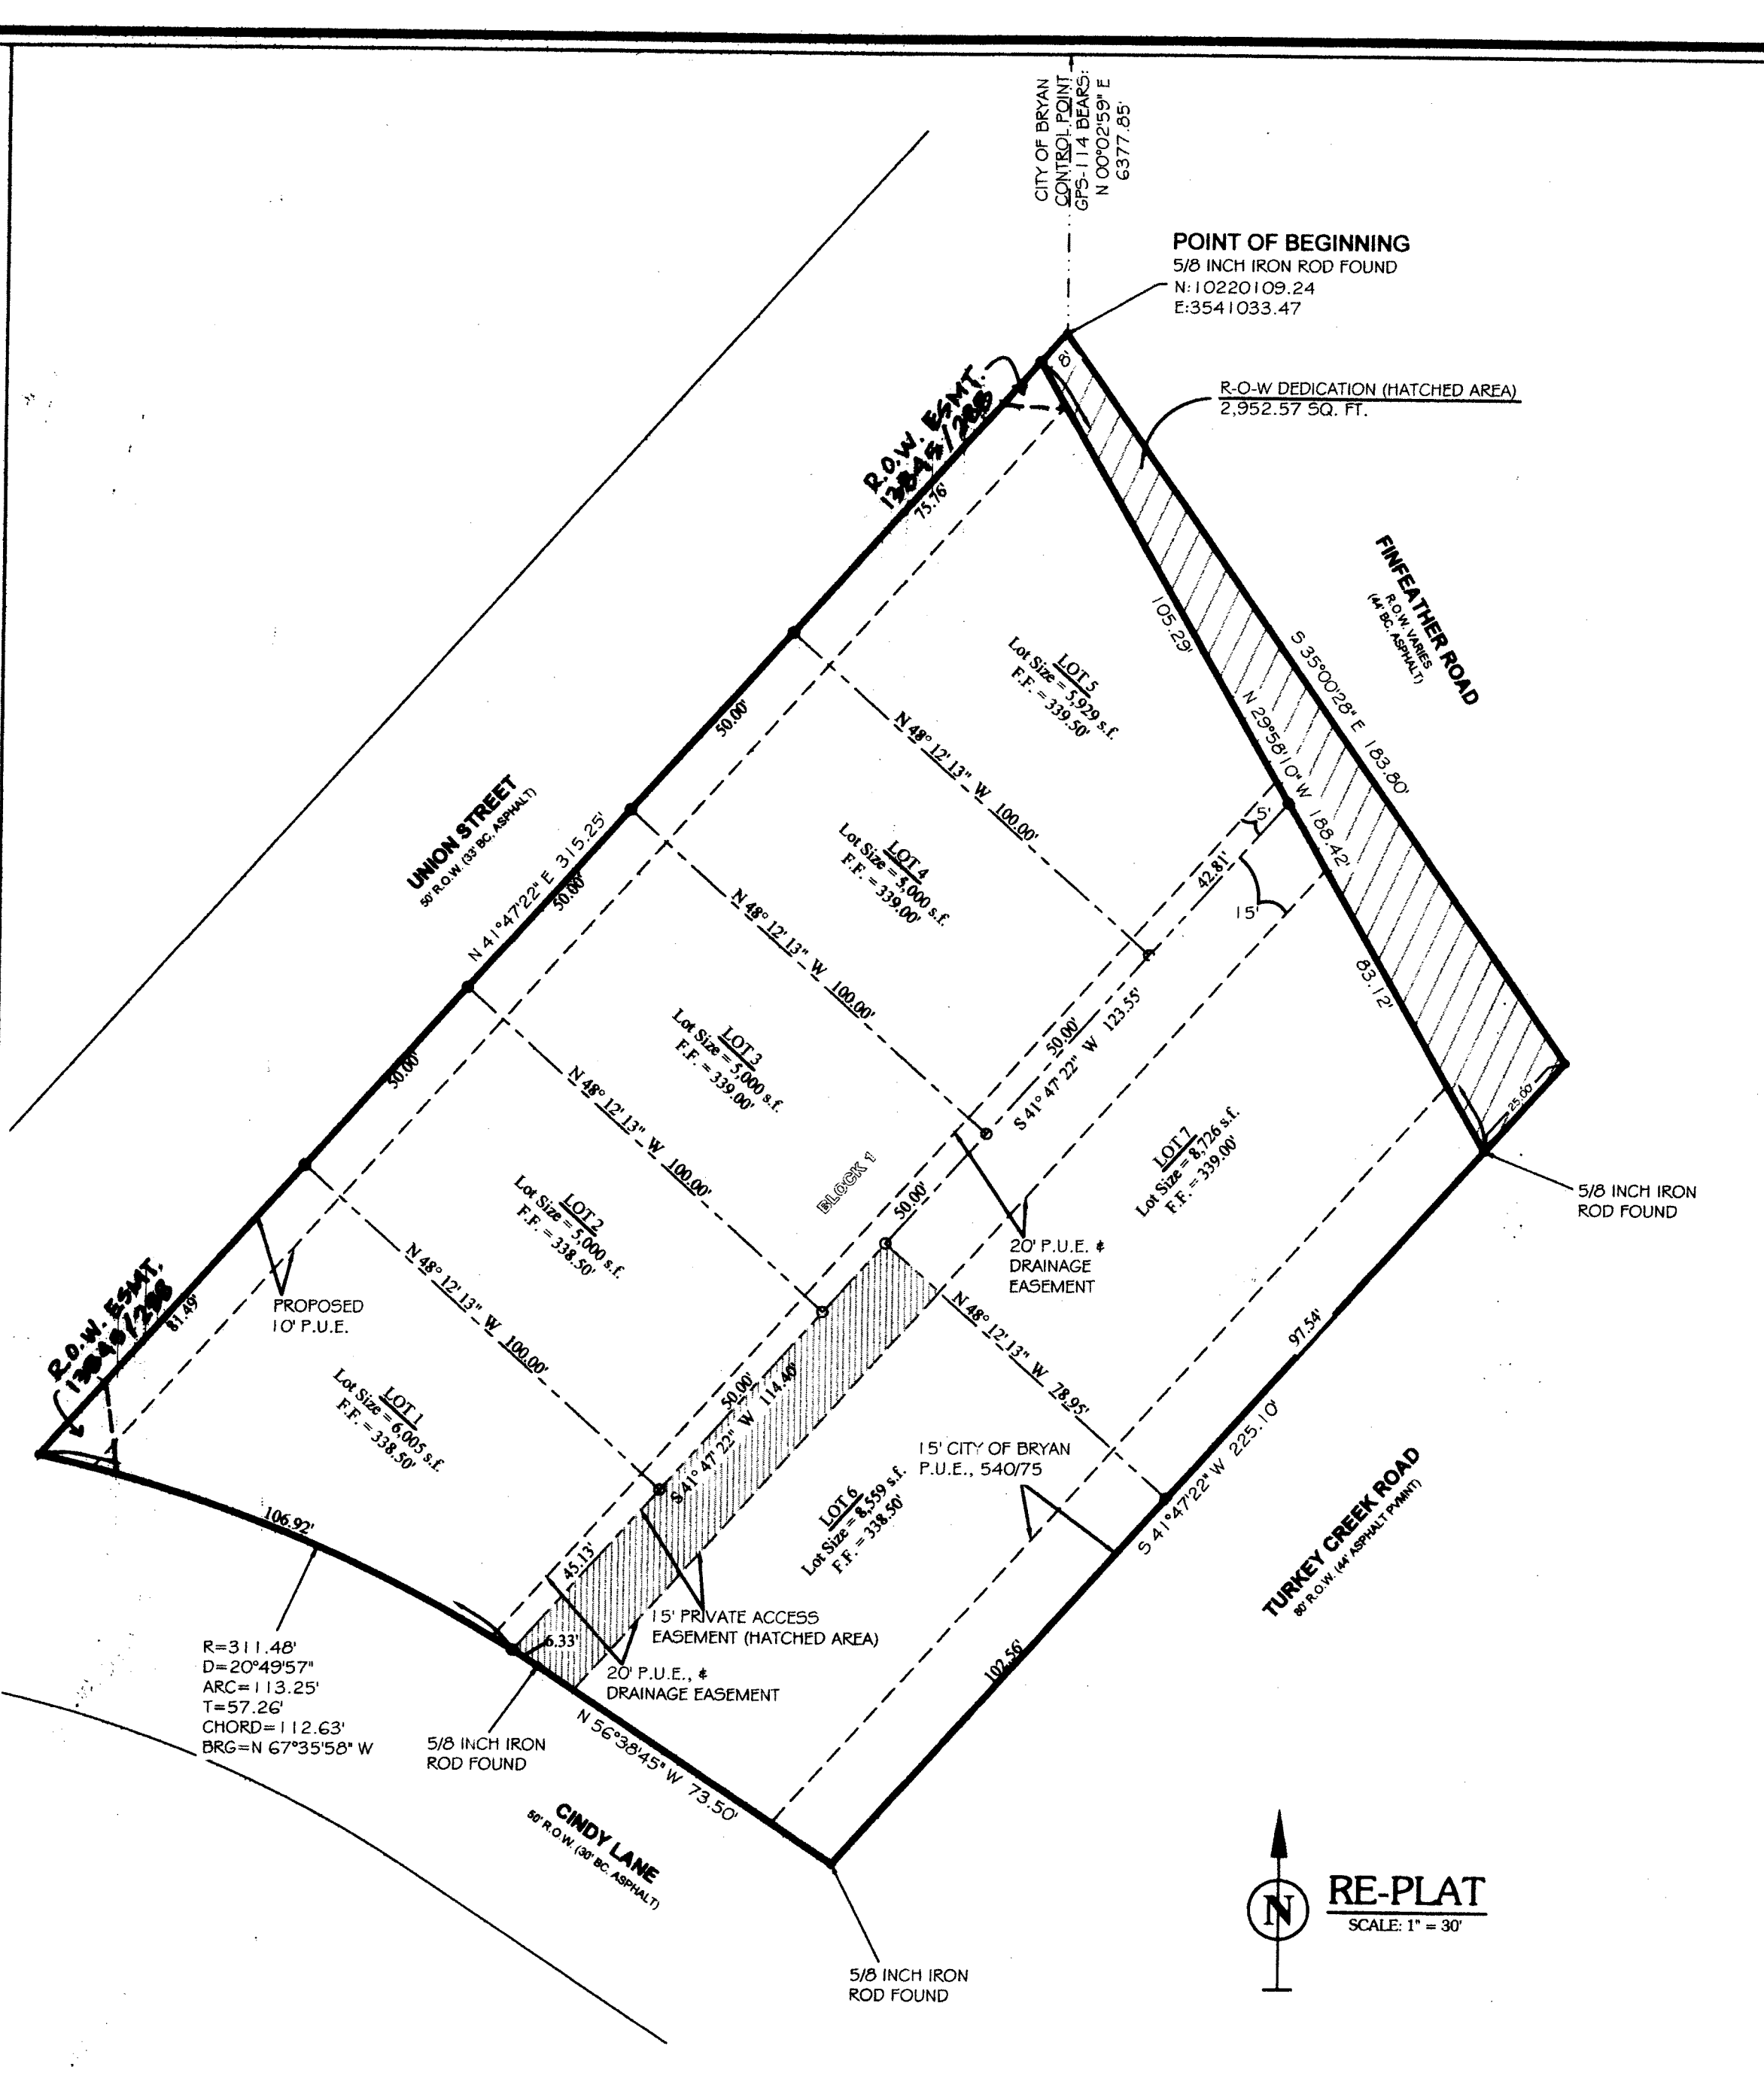 CITY OF BRYAN
CONTROL POINT
GPS-114 BEARS:
N 00°02'59" E
6377.85'
POINT OF BEGINNING
5/8 INCH IRON ROD FOUND
N:10220109.24
E:3541033.47
8'
R-O-W DEDICATION (HATCHED AREA)
2,952.57 SQ. FT.
R.O.W. ESMT.
75.76'
FINFEATHER ROAD
R.O.W. VARIES
(44' BC, ASPHALT)
105.29'
S 35°00'28" E 183.80'
N 29°58'10" W 188.42'
LOT 5
Lot Size = 5,929 s.f.
F.F. = 339.50'
50.00'
N 48° 12' 13" W 100.00'
UNION STREET
50' R.O.W. (33' BC, ASPHALT)
N 41°47'22" E 315.25'
50.00'
LOT 4
Lot Size = 5,000 s.f.
F.F. = 339.00'
5'
42.81'
15'
N 48° 12' 13" W 100.00'
83.12'
50.00'
LOT 3
Lot Size = 5,000 s.f.
F.F. = 339.00'
50.00'
S 41° 47' 22" W 123.55'
25.00'
N 48° 12' 13" W 100.00'
BLOCK 1
LOT 7
Lot Size = 8,726 s.f.
F.F. = 339.00'
5/8 INCH IRON
ROD FOUND
LOT 2
Lot Size = 5,000 s.f.
F.F. = 338.50'
50.00'
20' P.U.E. &
DRAINAGE
EASEMENT
R.O.W. ESMT.
81.49'
PROPOSED
10' P.U.E.
N 48° 12' 13" W 100.00'
N 48° 12' 13" W 78.95'
97.54'
LOT 1
Lot Size = 6,005 s.f.
F.F. = 338.50'
50.00'
S 41° 47' 22" W 114.40'
15' CITY OF BRYAN
P.U.E., 540/75
S 41°47'22" W 225.10'
TURKEY CREEK ROAD
80' R.O.W. (44' ASPHALT PVMNT)
106.92'
LOT 6
Lot Size = 8,559 s.f.
F.F. = 338.50'
45.13'
15' PRIVATE ACCESS
EASEMENT (HATCHED AREA)
6.33'
20' P.U.E., &
DRAINAGE EASEMENT
102.56'
R=311.48'
D=20°49'57"
ARC=113.25'
T=57.26'
CHORD=112.63'
BRG=N 67°35'58" W
5/8 INCH IRON
ROD FOUND
N 56°38'45" W 73.50'
CINDY LANE
50' R.O.W. (30' BC, ASPHALT)
N
RE-PLAT
SCALE: 1" = 30'
5/8 INCH IRON
ROD FOUND